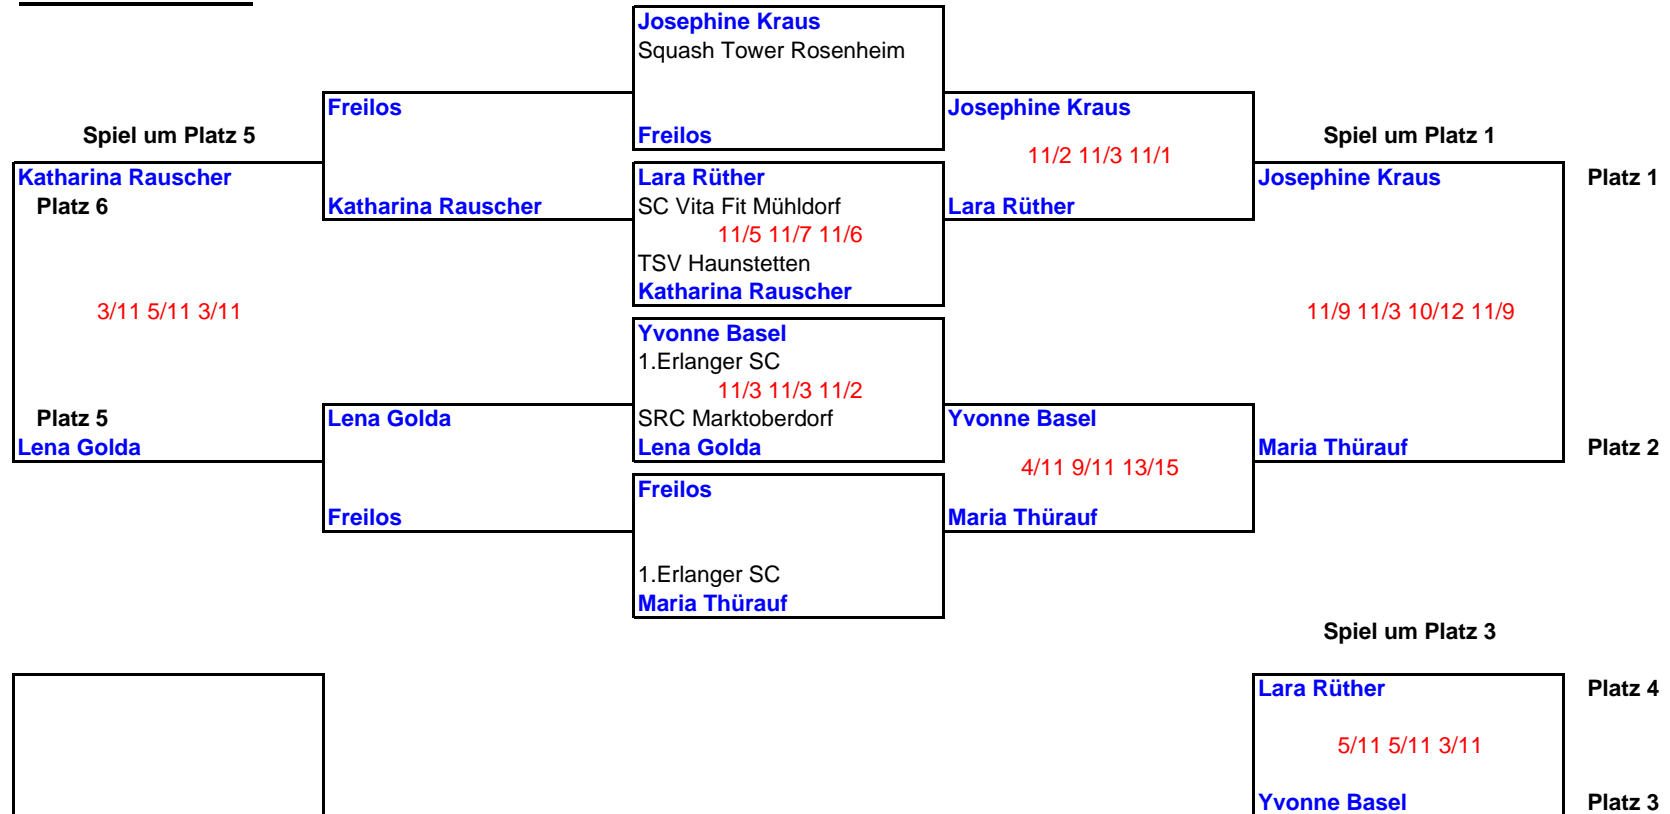 Josephine Kraus
Squash Tower Rosenheim
Freilos
Josephine Kraus
Spiel um Platz 5
Freilos
Spiel um Platz 1
11/2 11/3 11/1
Katharina Rauscher
Lara Rüther
Josephine Kraus
Platz 1
Platz 6
Katharina Rauscher
SC Vita Fit Mühldorf
Lara Rüther
11/5 11/7 11/6
TSV Haunstetten
Katharina Rauscher
3/11 5/11 3/11
11/9 11/3 10/12 11/9
Yvonne Basel
1.Erlanger SC
11/3 11/3 11/2
Platz 5
Lena Golda
SRC Marktoberdorf
Yvonne Basel
Lena Golda
Lena Golda
Maria Thürauf
Platz 2
4/11 9/11 13/15
Freilos
Freilos
Maria Thürauf
1.Erlanger SC
Maria Thürauf
Spiel um Platz 3
Lara Rüther
Platz 4
5/11 5/11 3/11
Yvonne Basel
Platz 3